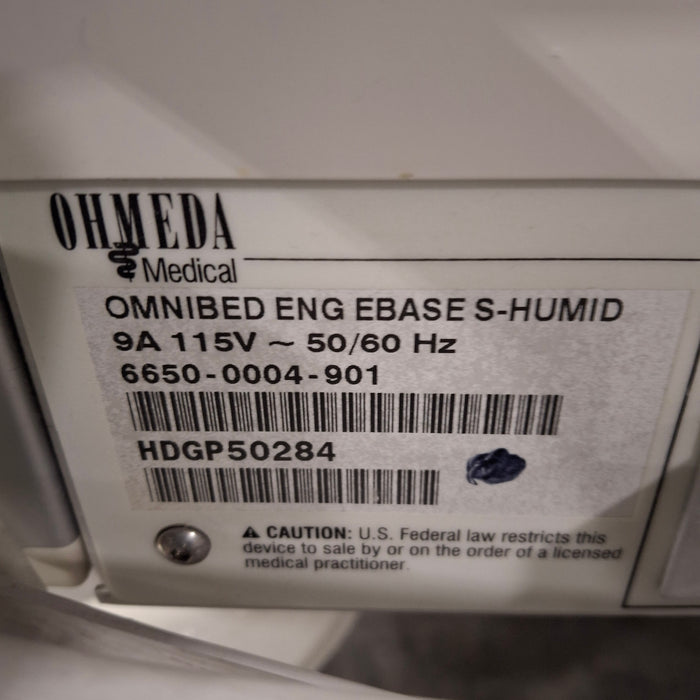 OHMEDA
Medical
OMNIBED ENG EBASE S-HUMID
9A 115V ~ 50/60 Hz
6650-0004-901
HDGP50284
⚠ CAUTION: U.S. Federal law restricts this
device to sale by or on the order of a licensed
medical practitioner.